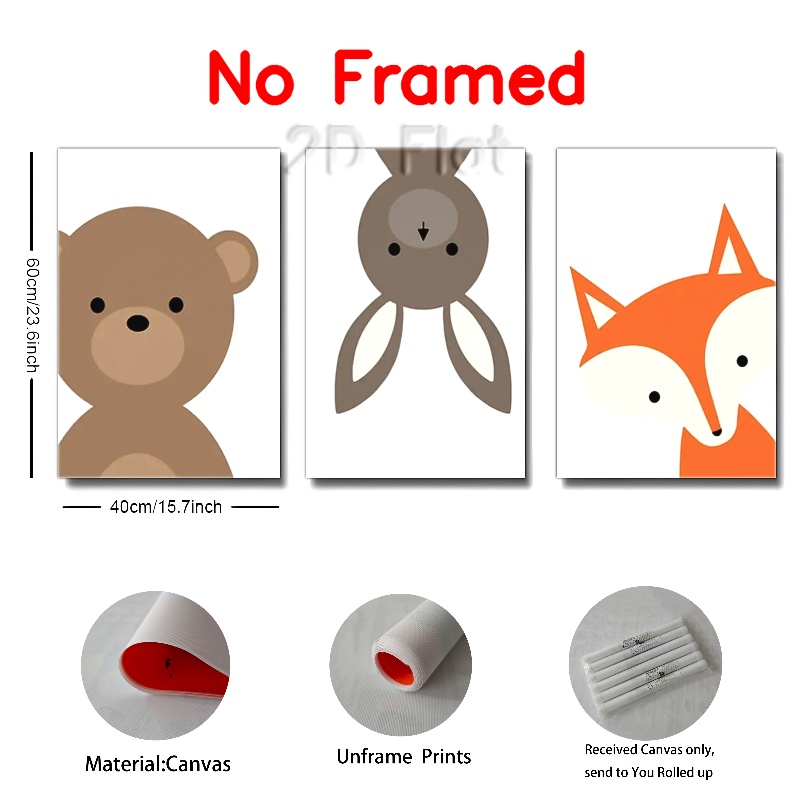 No Framed
2D Flat
60cm/23.6inch
40cm/15.7inch
Material:Canvas
Unframe Prints
Received Canvas only,
send to You Rolled up